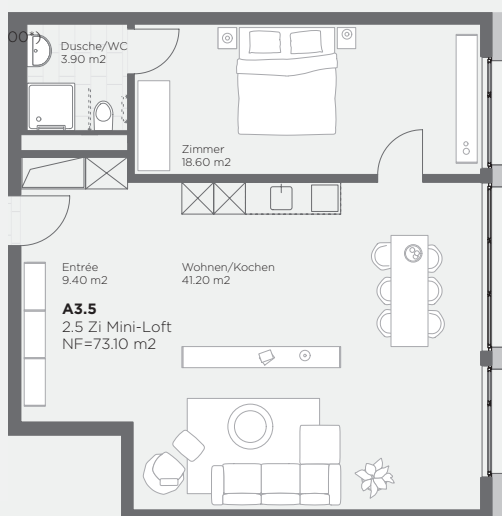 00**
Dusche/WC
3.90 m2
Zimmer
18.60 m2
Entrée
9.40 m2
Wohnen/Kochen
41.20 m2
A3.5
2.5 Zi Mini-Loft
NF=73.10 m2